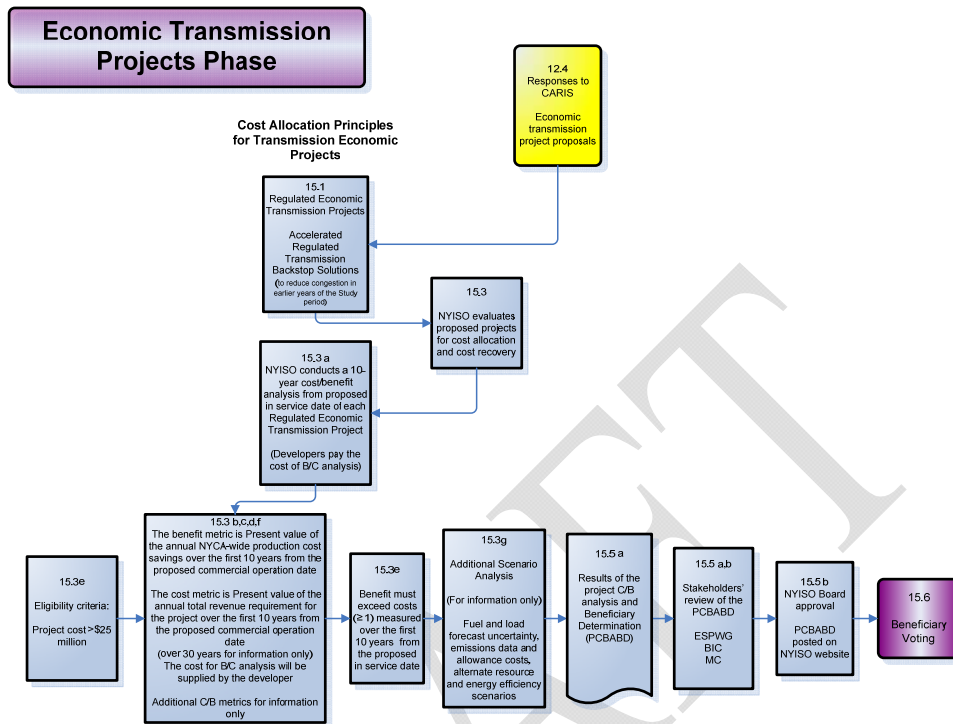 Economic Transmission
Projects Phase
12.4
Responses to
CARIS
Economic
transmission
project proposals
Cost Allocation Principles
for Transmission Economic
Projects
15.1
Regulated Economic
Transmission Projects
Accelerated
Regulated
Transmission
Backstop Solutions
(to reduce congestion in
earlier years of the Study
period)
15.3
NYISO evaluates
proposed projects
for cost allocation
and cost recovery
15.3 a
NYISO conducts a 10-
year cost/benefit
analysis from proposed
in service date of each
Regulated Economic
Transmission Project
(Developers pay the
cost of B/C analysis)
15.3e
Eligibility criteria:
Project cost>$25
million
15.3 b,c,d,f
The benefit metric is Present value of
the annual NYCA-wide production cost
savings over the first 10 years from the
proposed commercial operation date
The cost metric is Present value of the
annual total revenue requirement for
the project over the first 10 years from
the proposed commercial operation
date
(over 30 years for information only)
The cost for B/C analysis will be
supplied by the developer
Additional C/B metrics for information
only
15.3e
Benefit must
exceed costs
(≥ 1) measured
over the first
10 years from
the proposed
in service date
15.3g
Additional Scenario
Analysis
(For information only)
Fuel and load
forecast uncertainty,
emissions data and
allowance costs,
alternate resource
and energy efficiency
scenarios
15.5 a
Results of the
project C/B
analysis and
Beneficiary
Determination
(PCBABD)
15.5 a,b
Stakeholders'
review of the
PCBABD
ESPWG
BIC
MC
15.5 b
NYISO Board
approval
PCBABD
posted on
NYISO website
15.6
Beneficiary
Voting
AFT